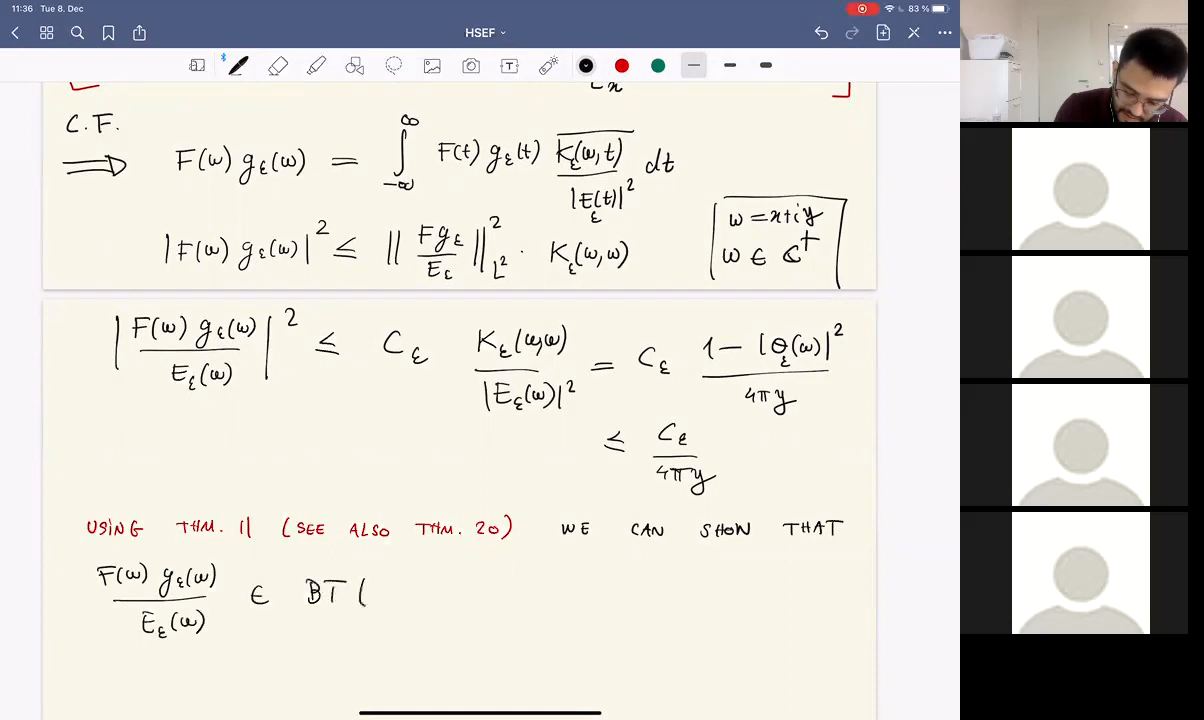 11:36 Tue 8. Dec
83 %
HSEF
C.F.
⟹ F(ω) g_ε(ω) = ∫_{-∞}^{∞} F(t) g_ε(t) \overline{K_ε(ω,t)} / |E_ε(t)|² dt
|F(ω) g_ε(ω)|² ≤ ‖ F g_ε / E_ε ‖²_{L²} · K_ε(ω,ω)
ω = x+iy
ω ∈ ℂ⁺
| F(ω) g_ε(ω) / E_ε(ω) |² ≤ C_ε K_ε(ω,ω) / |E_ε(ω)|² = C_ε (1 - |Θ_ε(ω)|²) / 4πy
≤ C_ε / 4πy
USING THM. 11 (SEE ALSO THM. 20) WE CAN SHOW THAT
F(ω) g_ε(ω) / E_ε(ω) ∈ BT (